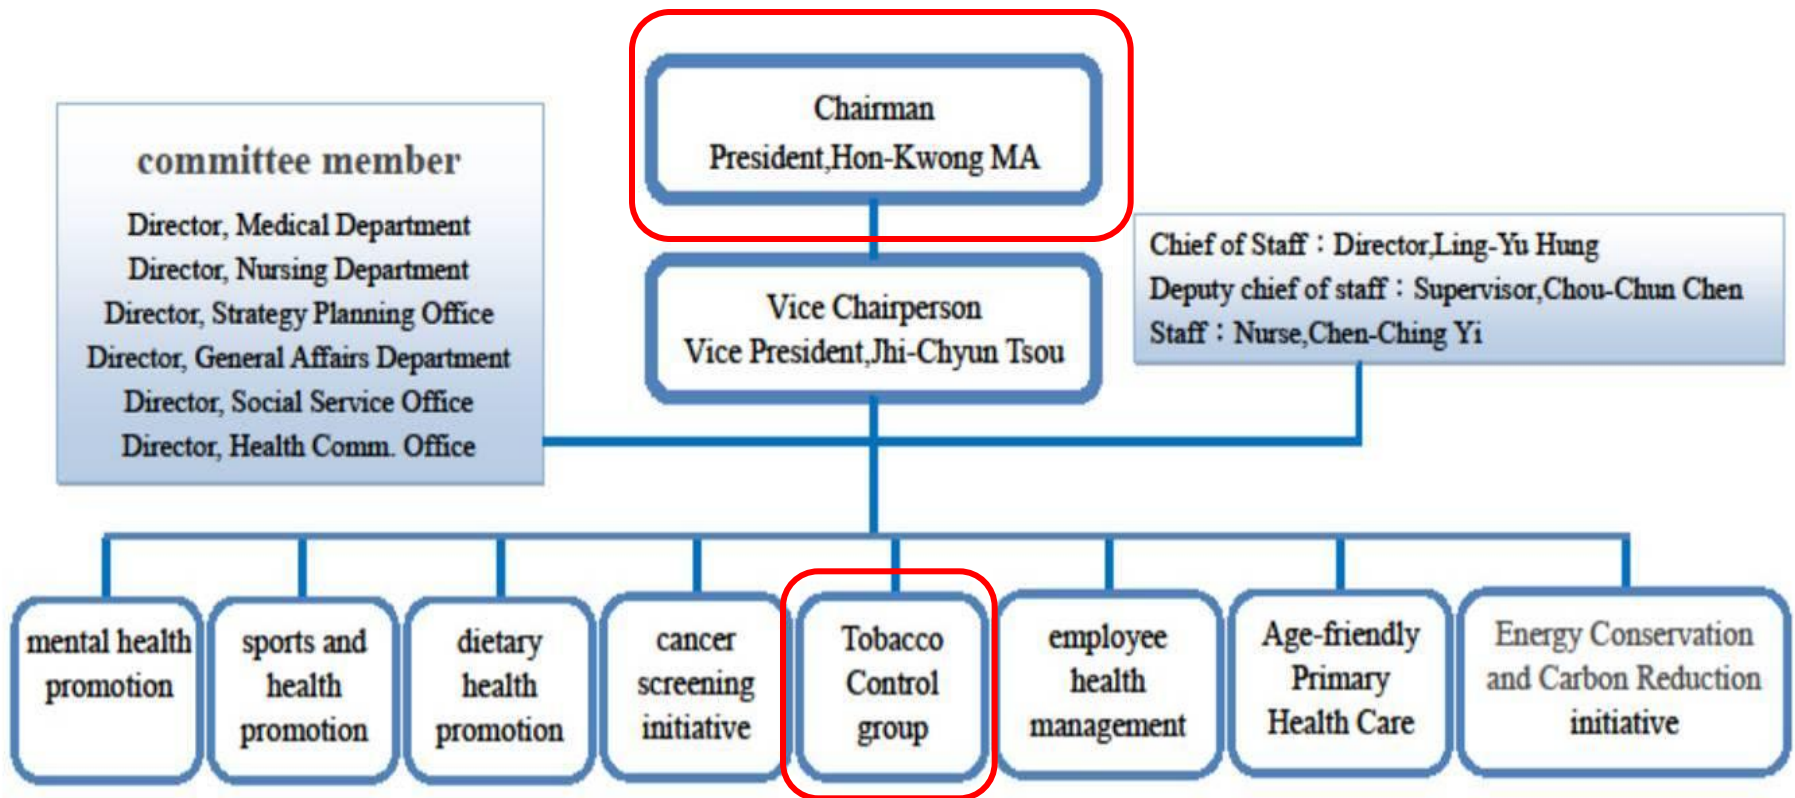 Chairman
President,Hon-Kwong MA
committee member
Director, Medical Department
Director, Nursing Department
Director, Strategy Planning Office
Director, General Affairs Department
Director, Social Service Office
Director, Health Comm. Office
Vice Chairperson
Vice President,Jhi-Chyun Tsou
Chief of Staff：Director,Ling-Yu Hung
Deputy chief of staff：Supervisor,Chou-Chun Chen
Staff：Nurse,Chen-Ching Yi
mental health
promotion
sports and
health
promotion
dietary
health
promotion
cancer
screening
initiative
Tobacco
Control
group
employee
health
management
Age-friendly
Primary
Health Care
Energy Conservation
and Carbon Reduction
initiative